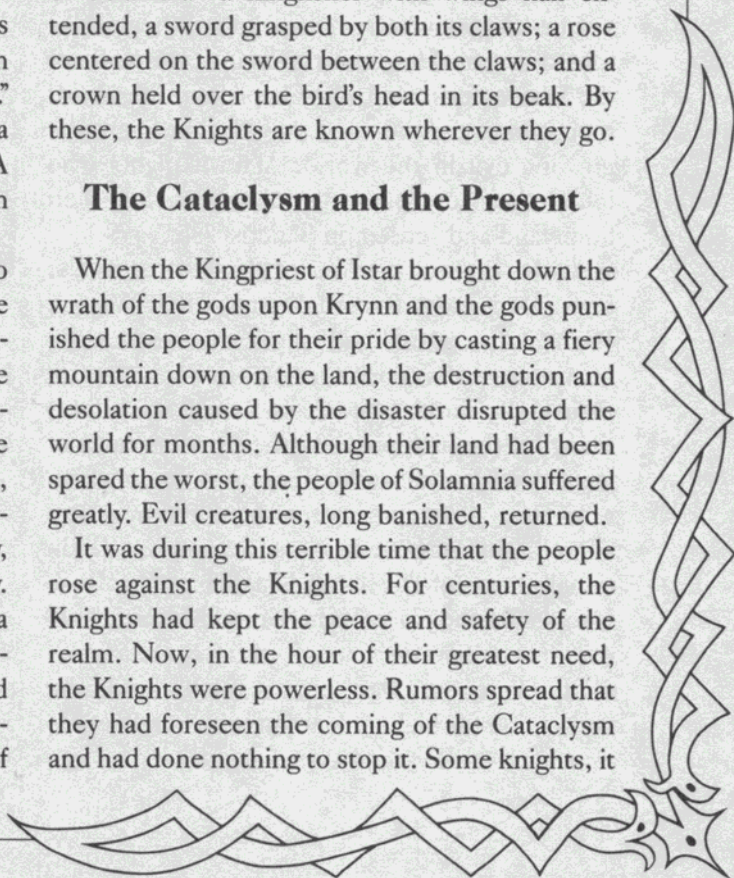 s
n
."
a
A
n
o
e
-
e
-
e
,
-
,
.
a
-
d
-
f
tended, a sword grasped by both its claws; a rose
centered on the sword between the claws; and a
crown held over the bird's head in its beak. By
these, the Knights are known wherever they go.
The Cataclysm and the Present
When the Kingpriest of Istar brought down the
wrath of the gods upon Krynn and the gods pun-
ished the people for their pride by casting a fiery
mountain down on the land, the destruction and
desolation caused by the disaster disrupted the
world for months. Although their land had been
spared the worst, the people of Solamnia suffered
greatly. Evil creatures, long banished, returned.
It was during this terrible time that the people
rose against the Knights. For centuries, the
Knights had kept the peace and safety of the
realm. Now, in the hour of their greatest need,
the Knights were powerless. Rumors spread that
they had foreseen the coming of the Cataclysm
and had done nothing to stop it. Some knights, it